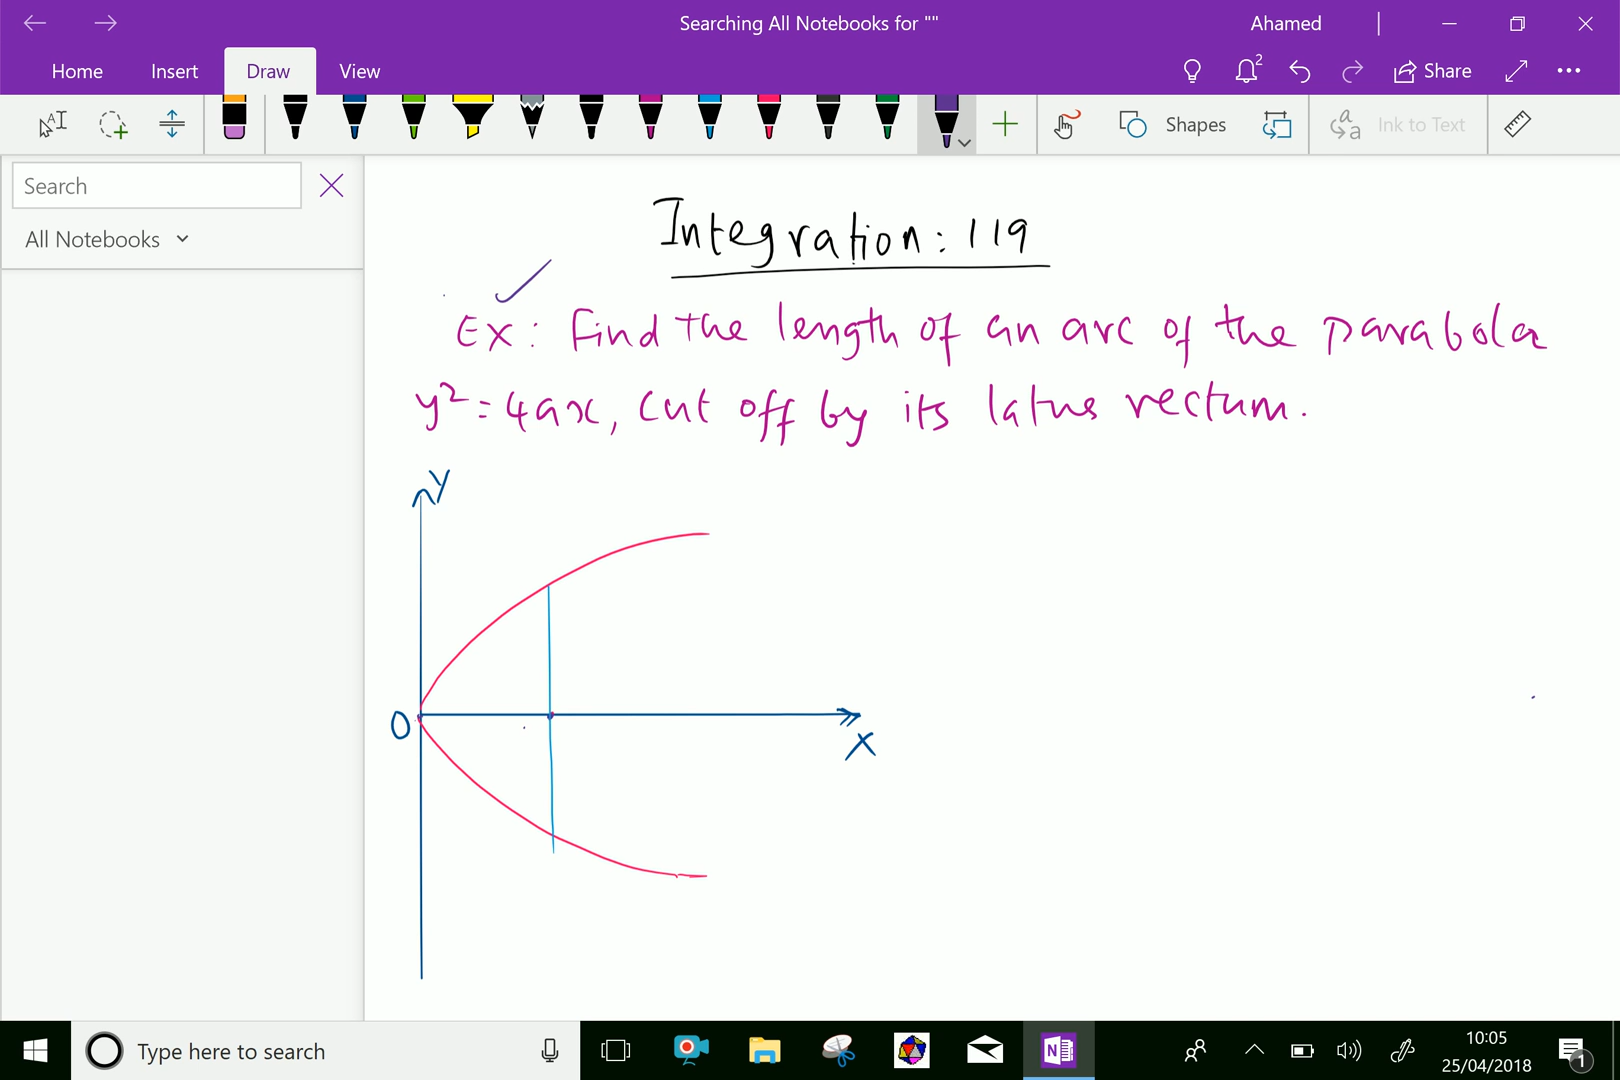 Searching All Notebooks for ""
Ahamed
Home Insert Draw View
2
Share
Shapes
Ink to Text
Search
All Notebooks
Integration: 119
Ex: Find the length of an arc of the parabola
y² = 4ax, cut off by its latus rectum.
Y
O
X
Type here to search
N
10:05
25/04/2018
1